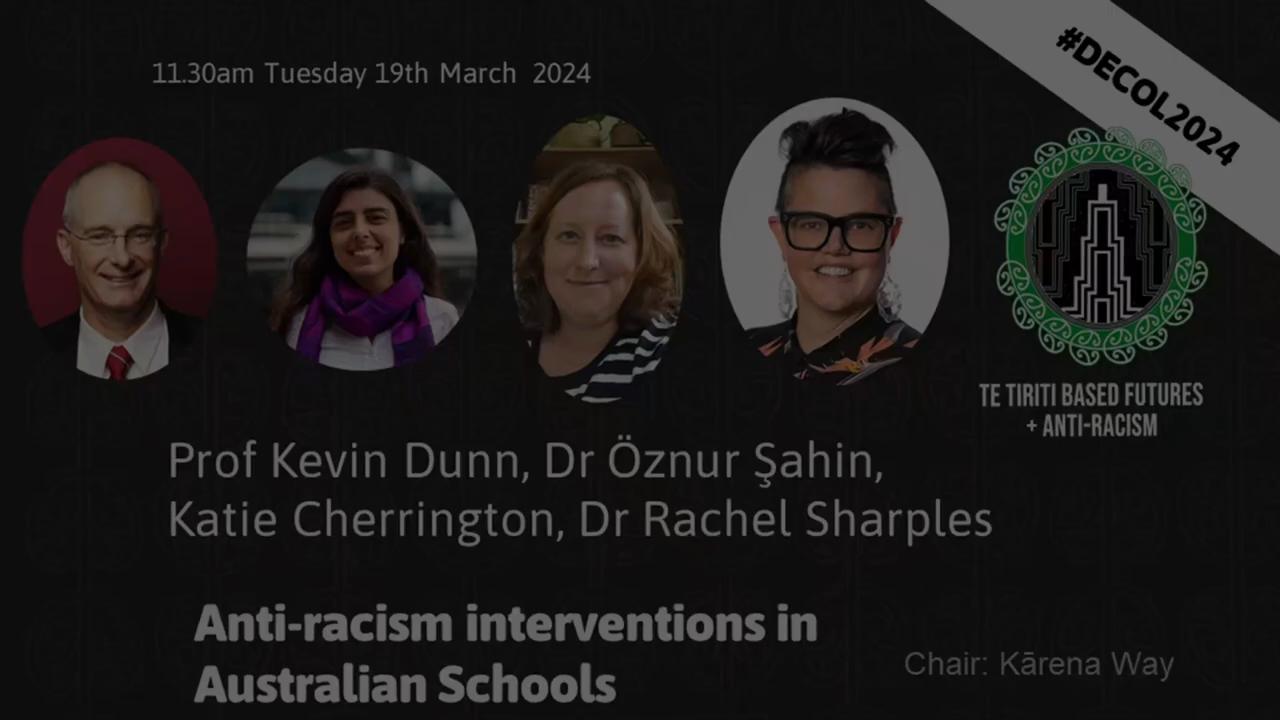 11.30am Tuesday 19th March 2024
#DECOL2024
TE TIRITI BASED FUTURES
+ ANTI-RACISM
Prof Kevin Dunn, Dr Öznur Şahin,
Katie Cherrington, Dr Rachel Sharples
Anti-racism interventions in
Australian Schools
Chair: Kārena Way